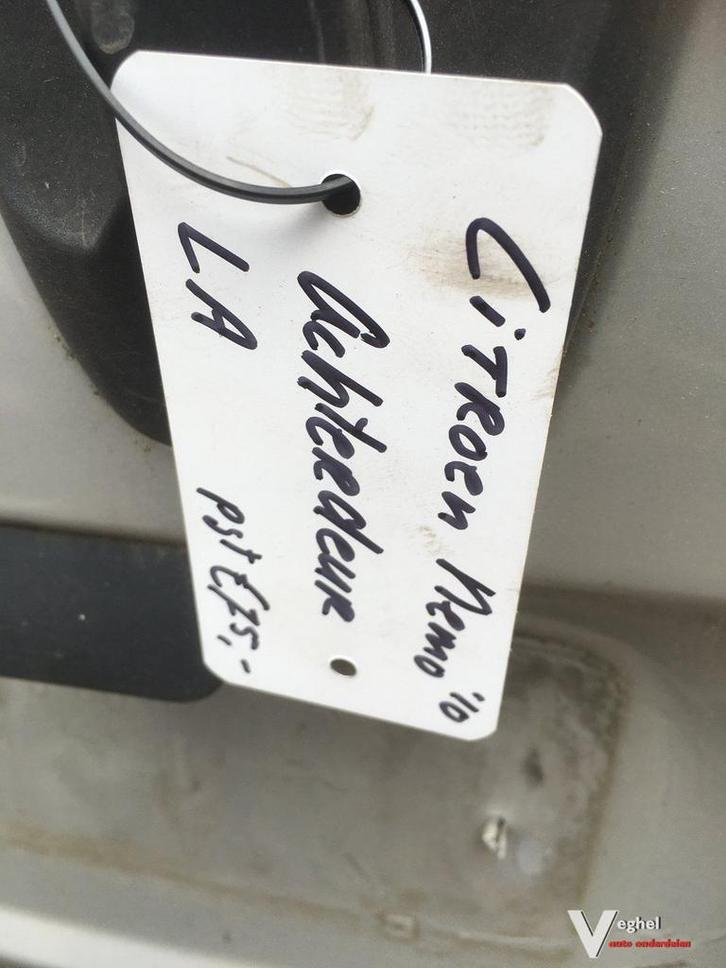 Citroen Nemo '10
Achterdeur
LA pst €75,-
Veghel
auto onderdelen